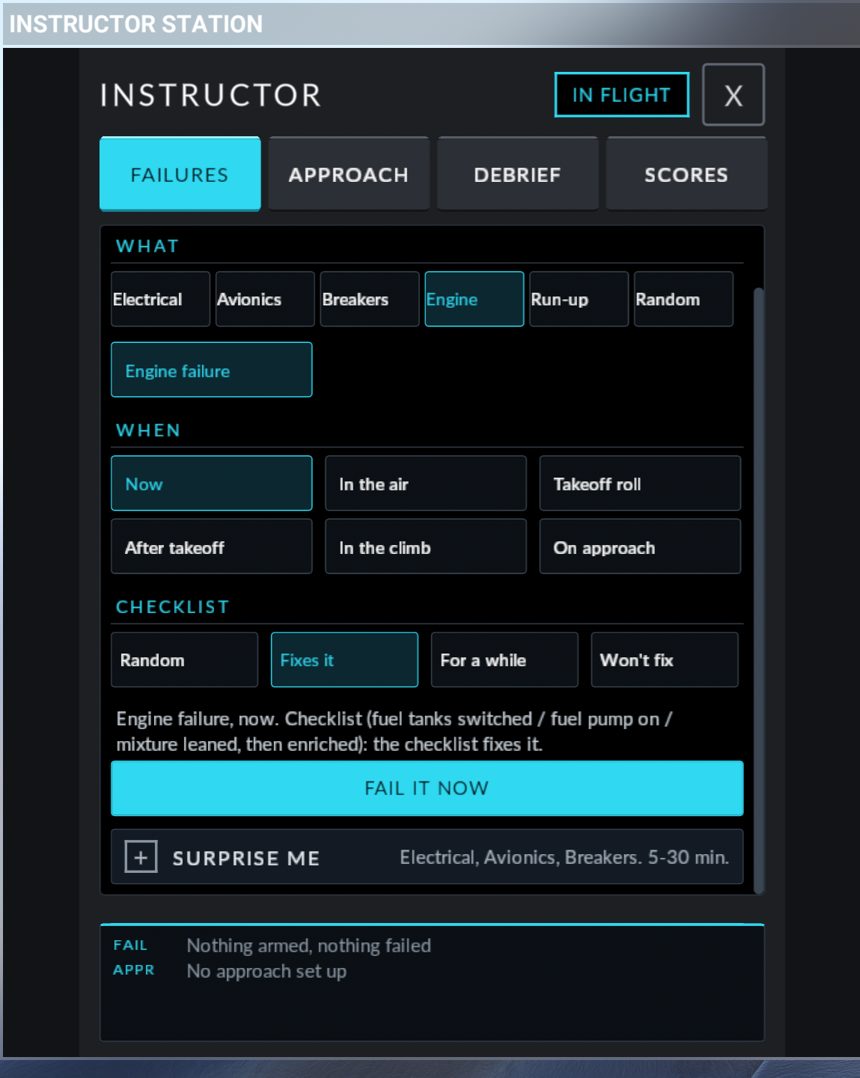 INSTRUCTOR STATION
INSTRUCTOR
IN FLIGHT
X
FAILURES
APPROACH
DEBRIEF
SCORES
WHAT
Electrical
Avionics
Breakers
Engine
Run-up
Random
Engine failure
WHEN
Now
In the air
Takeoff roll
After takeoff
In the climb
On approach
CHECKLIST
Random
Fixes it
For a while
Won't fix
Engine failure, now. Checklist (fuel tanks switched / fuel pump on /
mixture leaned, then enriched): the checklist fixes it.
FAIL IT NOW
+ SURPRISE ME
Electrical, Avionics, Breakers. 5-30 min.
FAIL Nothing armed, nothing failed
APPR No approach set up